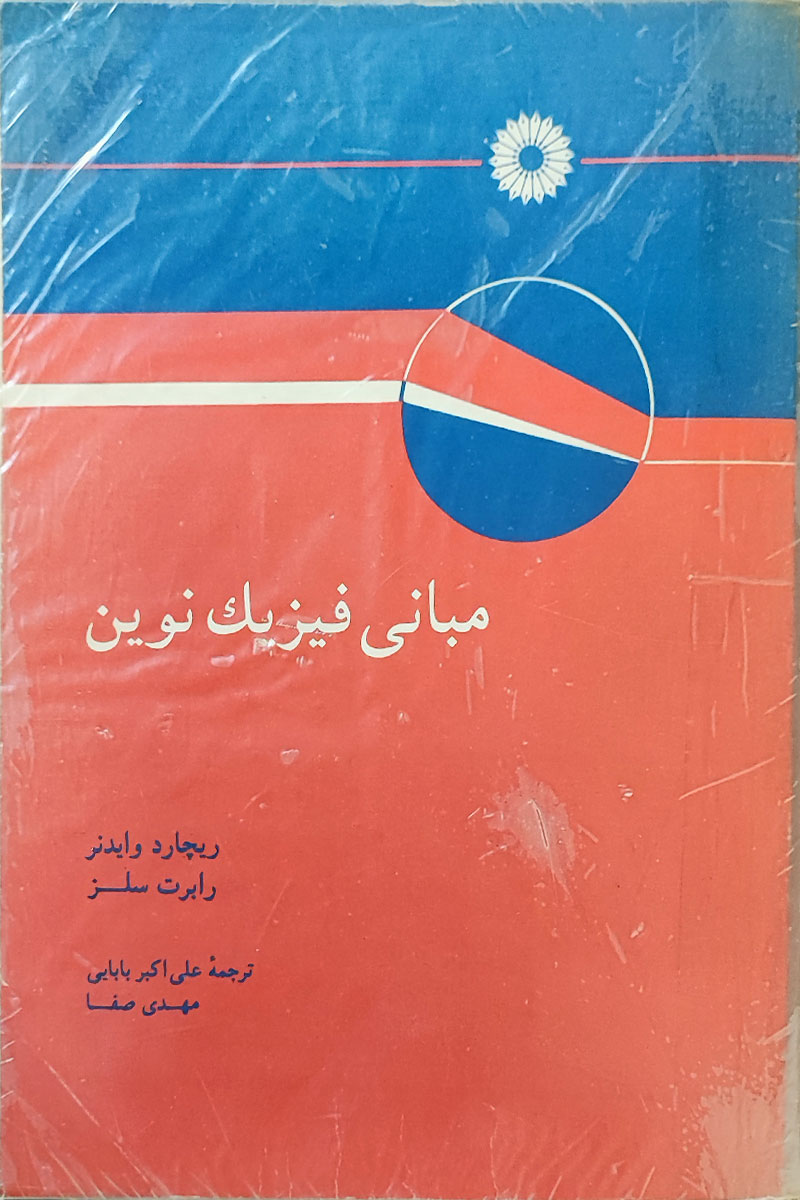 مبانی فیزیك نوین
ریچارد وایدنر
رابرت سلز
ترجمهٔ علی اکبر بابایی
مهدی صفا